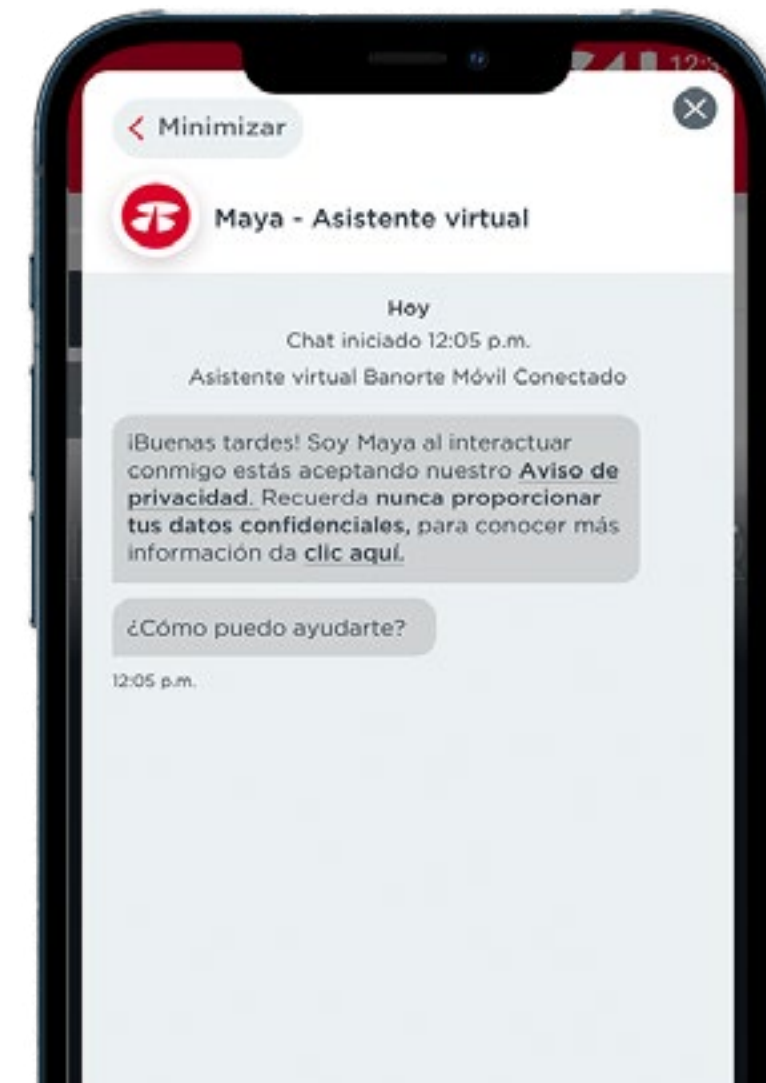 Minimizar
Maya - Asistente virtual
Hoy
Chat iniciado 12:05 p.m.
Asistente virtual Banorte Móvil Conectado
¡Buenas tardes! Soy Maya al interactuar
conmigo estás aceptando nuestro Aviso de
privacidad. Recuerda nunca proporcionar
tus datos confidenciales, para conocer más
información da clic aquí.
¿Cómo puedo ayudarte?
12:05 p.m.